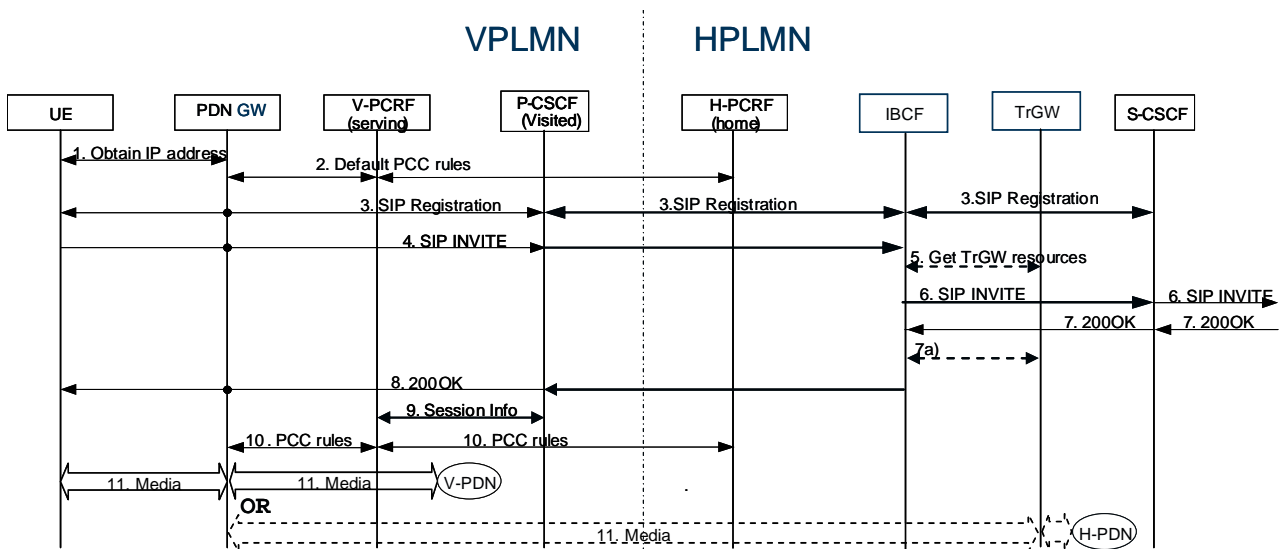 VPLMN HPLMN
UE PDN GW V-PCRF (serving) P-CSCF (Visited) H-PCRF (home) IBCF TrGW S-CSCF
1. Obtain IP address
2. Default PCC rules
3. SIP Registration 3.SIP Registration 3.SIP Registration
4. SIP INVITE
5. Get TrGW resources
6. SIP INVITE 6. SIP INVITE
7. 200OK 7. 200OK
7a)
8. 200OK
9. Session Info
10 . PCC rules 10. PCC rules
11. Media 11. Media V-PDN
OR
11. Media H-PDN